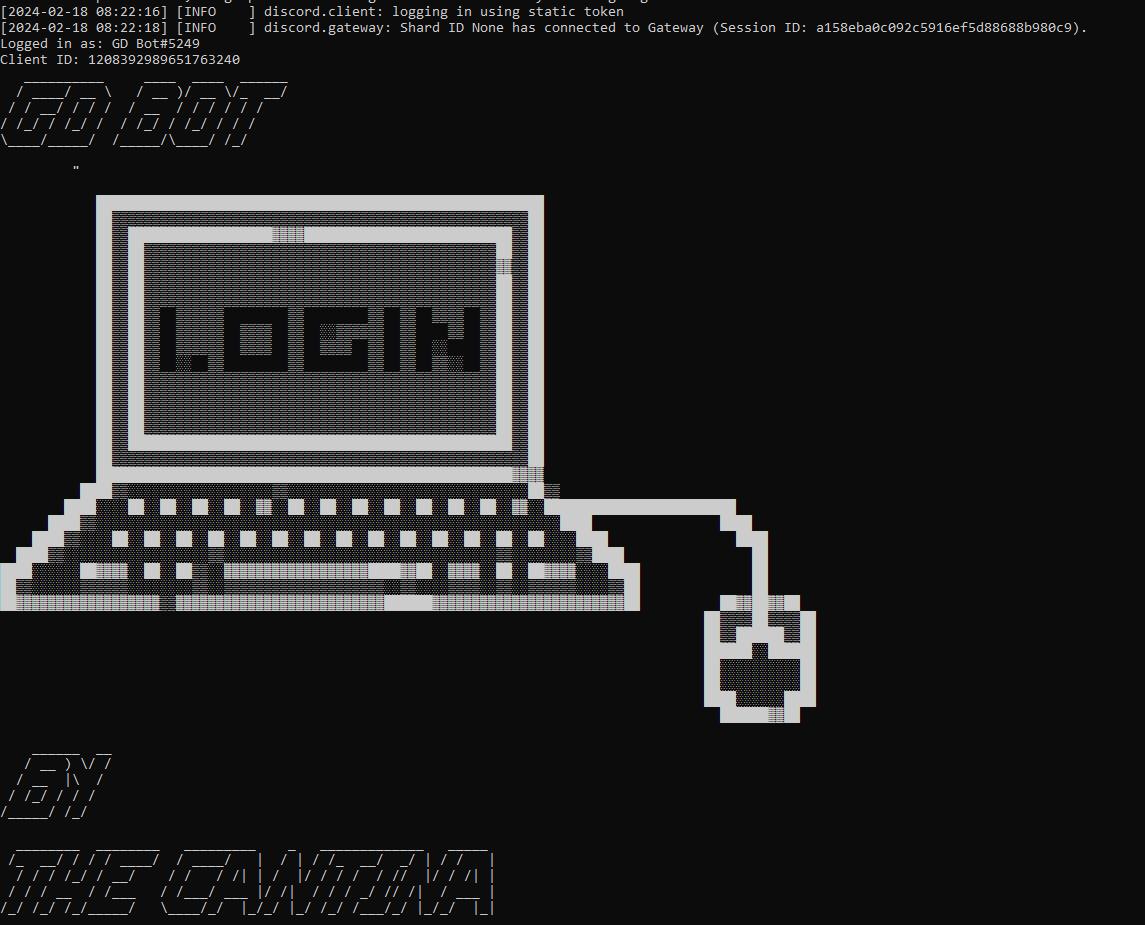 [2024-02-18 08:22:16] [INFO    ] discord.client: logging in using static token
[2024-02-18 08:22:18] [INFO    ] discord.gateway: Shard ID None has connected to Gateway (Session ID: a158eba0c092c5916ef5d88688b980c9).
Logged in as: GD Bot#5249
Client ID: 1208392989651763240
GD BOT
"
LOGIN
BY
THE CANTINA